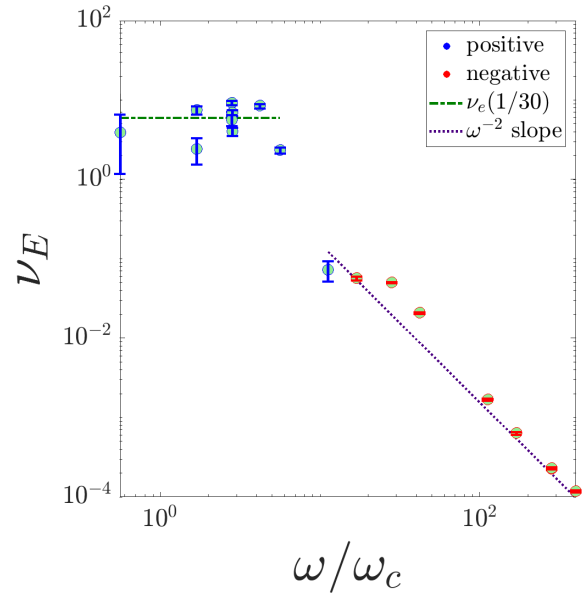 10^2
10^0
10^-2
10^-4
ν_E
10^0
10^2
ω/ω_c
positive
negative
ν_e(1/30)
ω^-2 slope